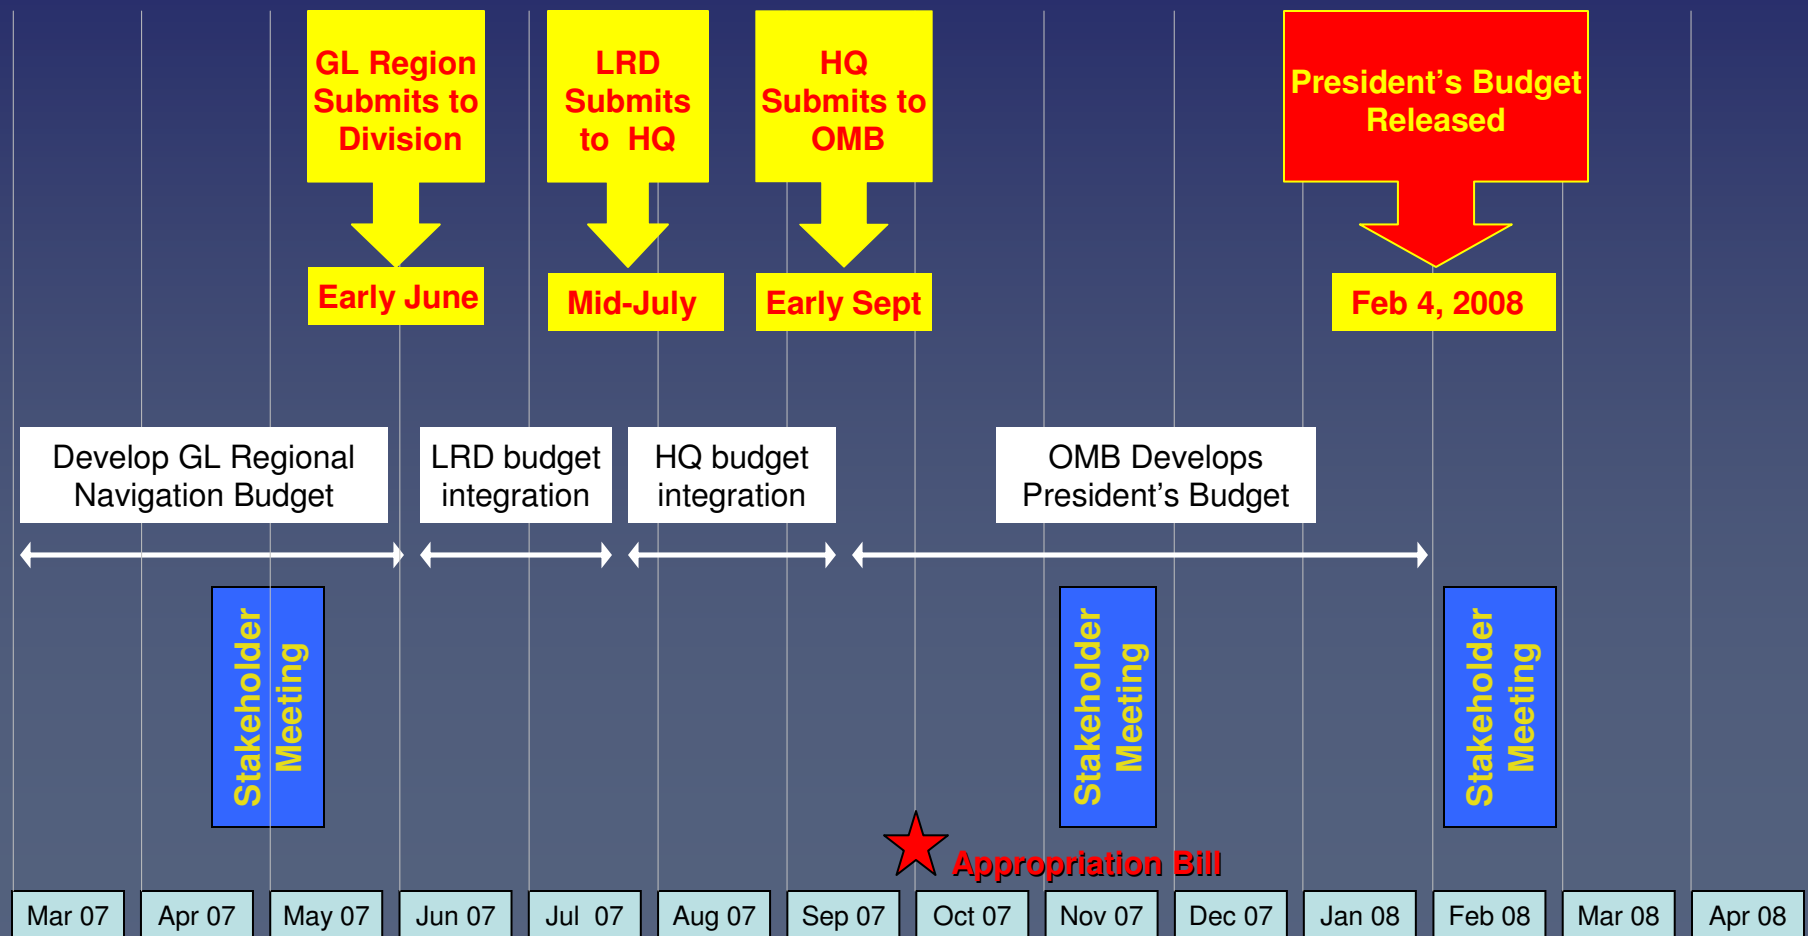 GL Region
Submits to
Division
LRD
Submits
to HQ
HQ
Submits to
OMB
President's Budget
Released
Early June
Mid-July
Early Sept
Feb 4, 2008
Develop GL Regional
Navigation Budget
LRD budget
integration
HQ budget
integration
OMB Develops
President's Budget
Stakeholder
Meeting
Stakeholder
Meeting
Stakeholder
Meeting
Appropriation Bill
Mar 07
Apr 07
May 07
Jun 07
Jul 07
Aug 07
Sep 07
Oct 07
Nov 07
Dec 07
Jan 08
Feb 08
Mar 08
Apr 08